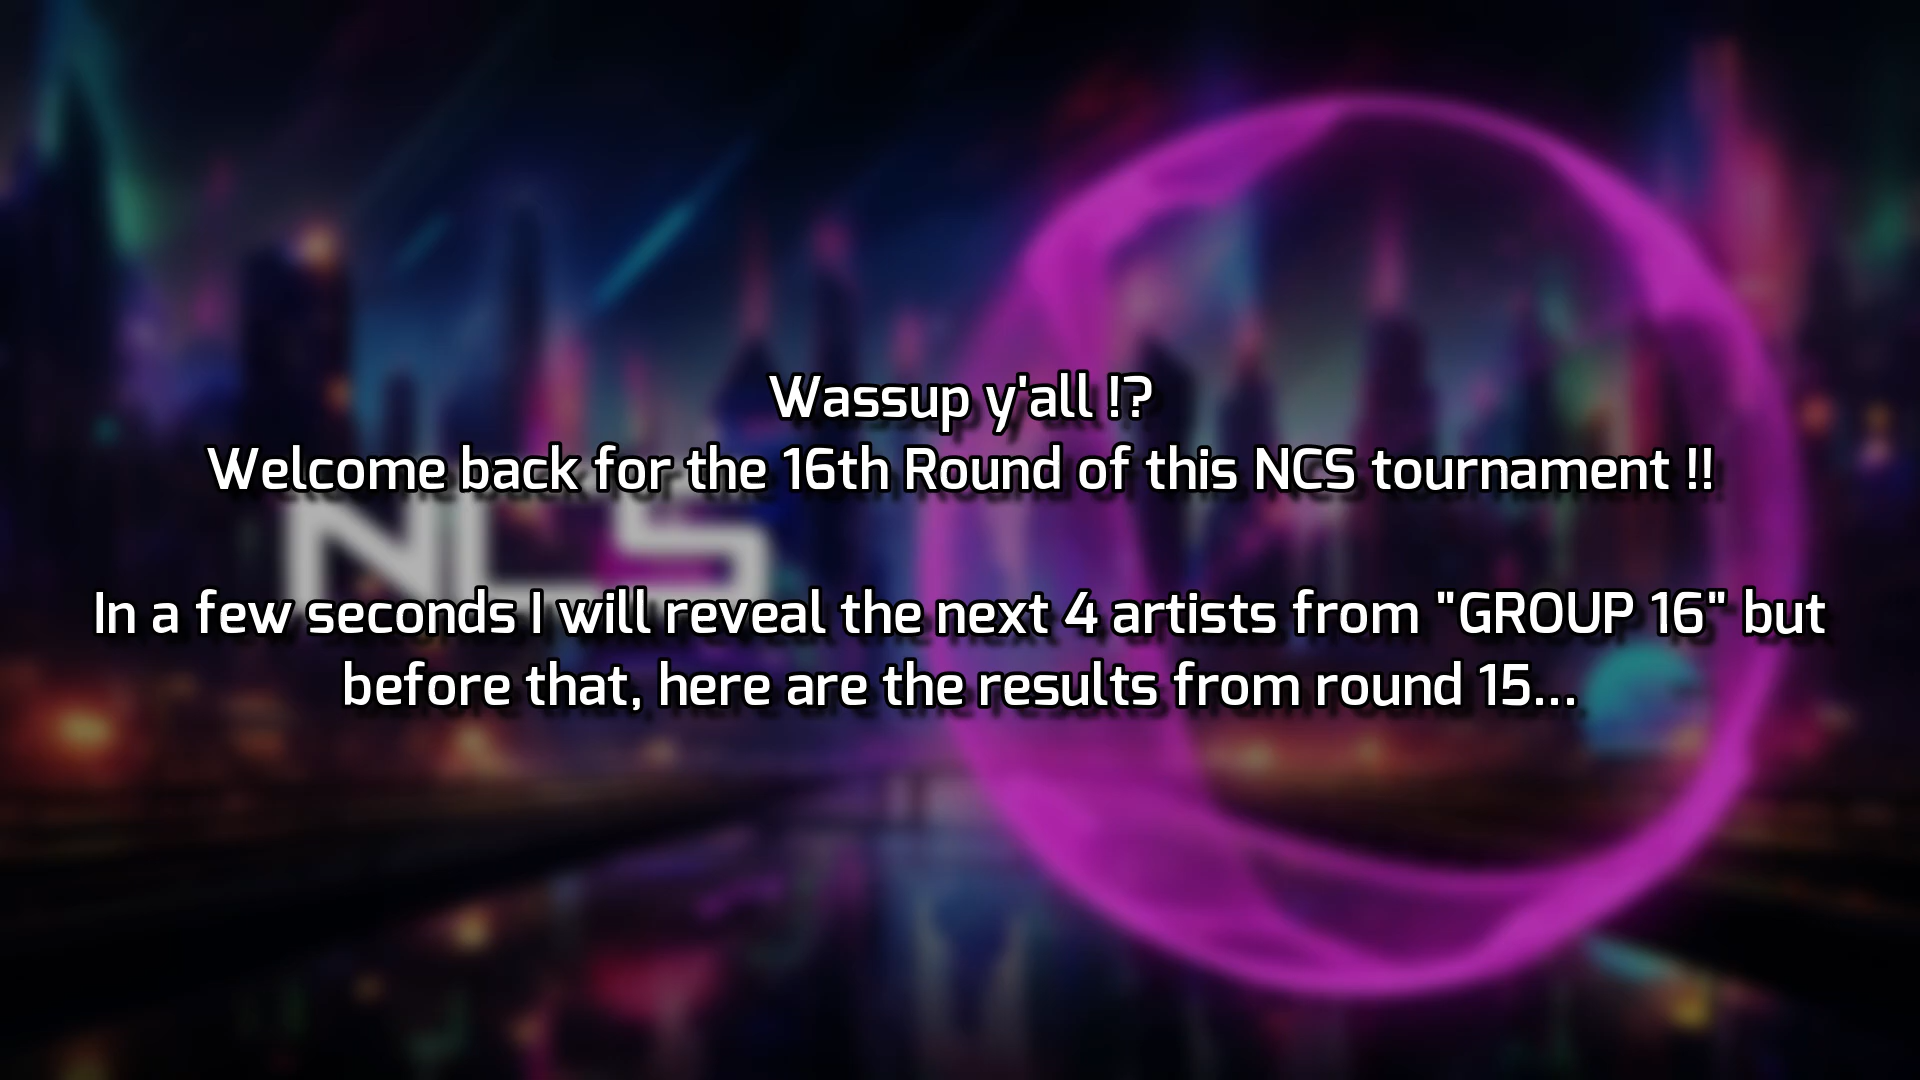 Wassup y'all !?
Welcome back for the 16th Round of this NCS tournament !!
NCS
In a few seconds I will reveal the next 4 artists from "GROUP 16" but
before that, here are the results from round 15...